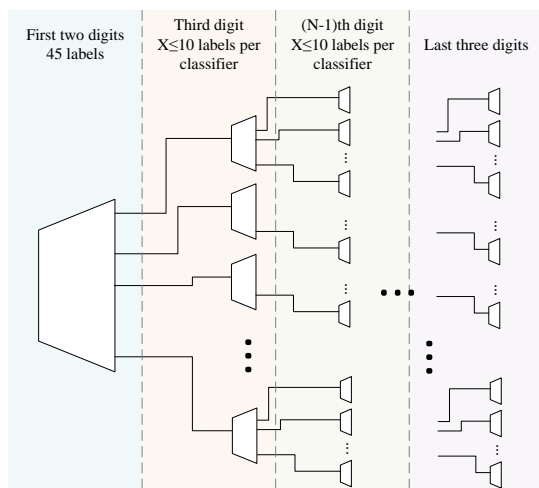 First two digits
45 labels
Third digit
X≤10 labels per
classifier
(N-1)th digit
X≤10 labels per
classifier
Last three digits